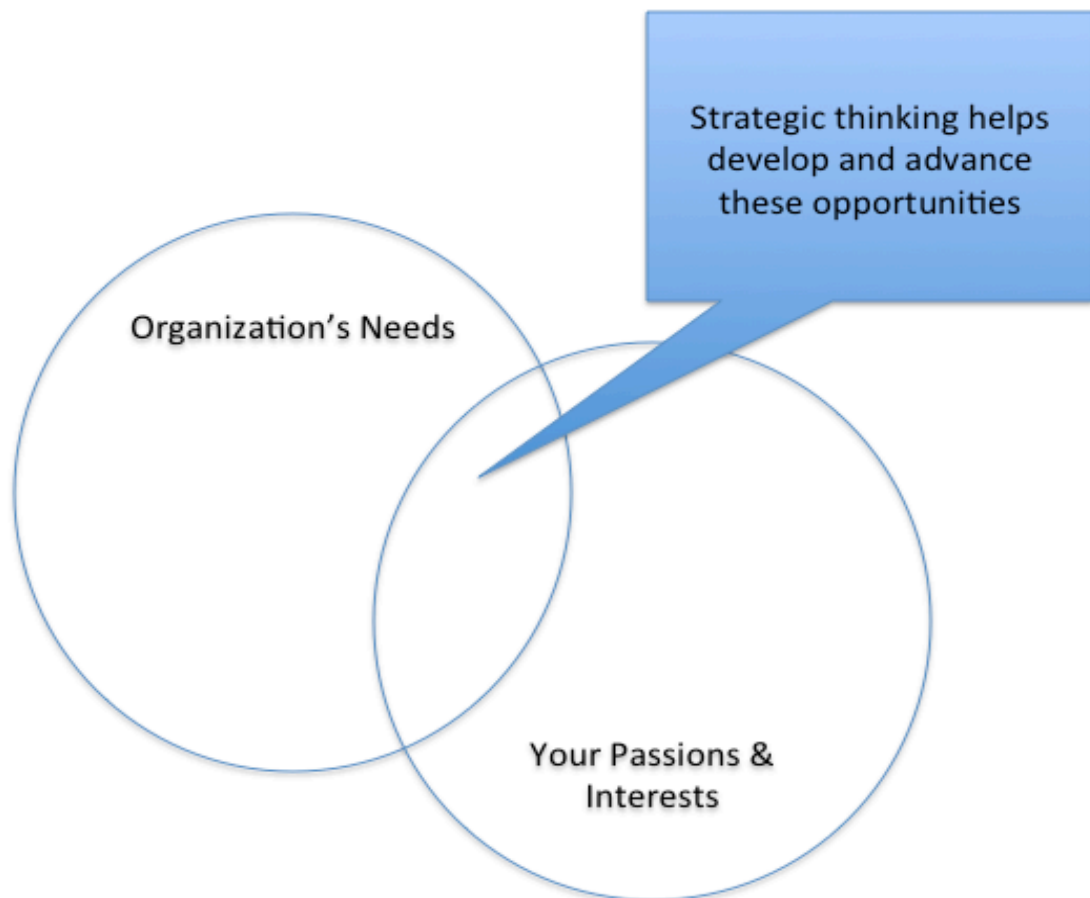 Strategic thinking helps
develop and advance
these opportunities
Organization’s Needs
Your Passions &
Interests